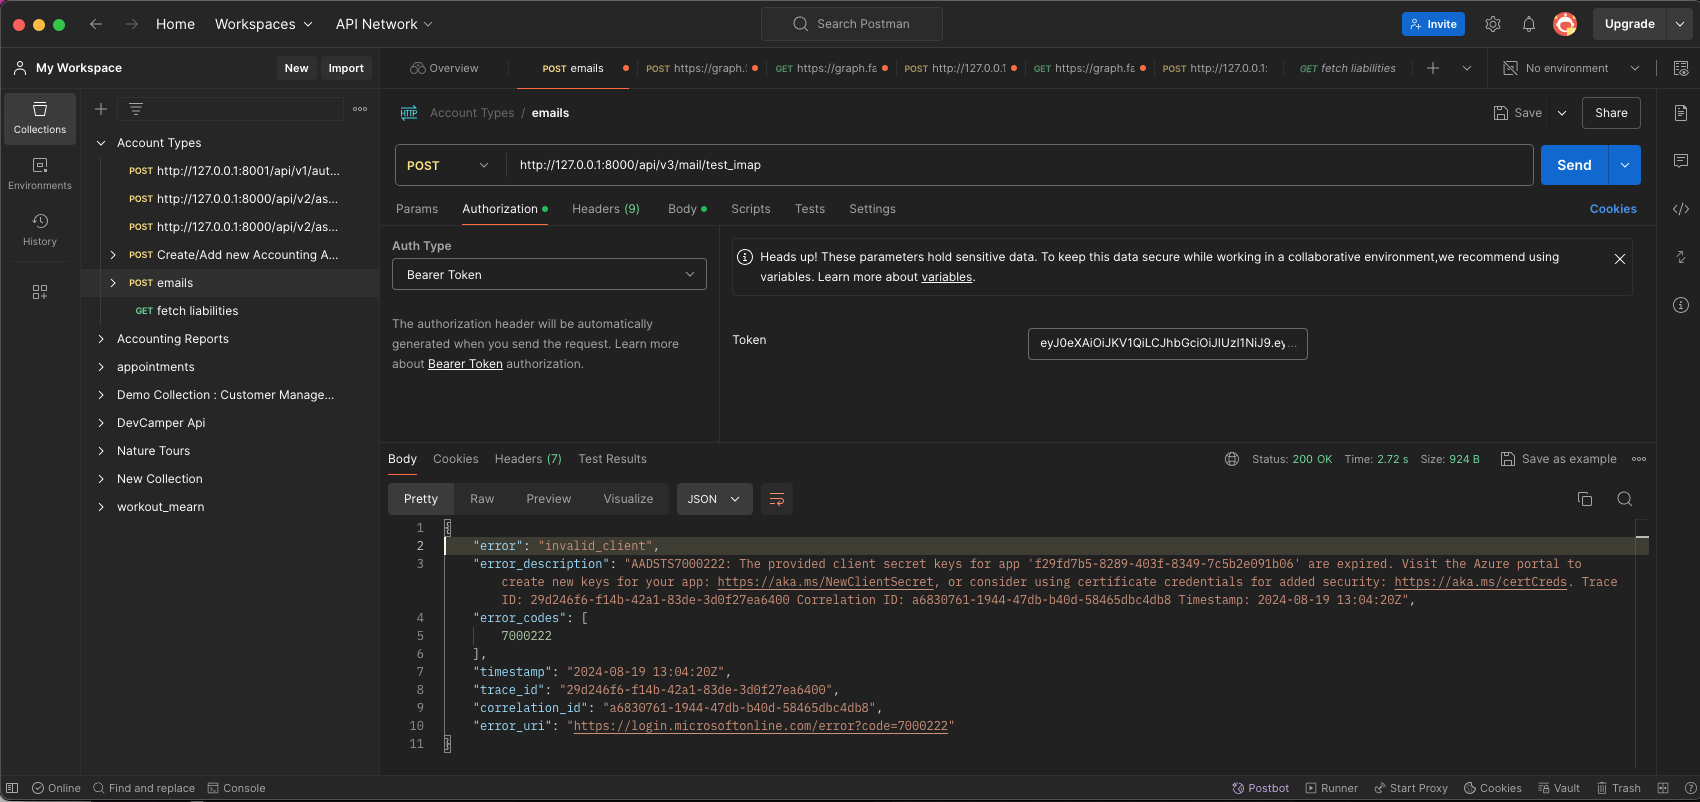 Home Workspaces API Network Search Postman Invite Upgrade
My Workspace New Import Overview POST emails POST https://graph. GET https://graph.fa POST http://127.0.0.1 GET https://graph.fa POST http://127.0.0.1: GET fetch liabilities No environment
Collections
Environments
History
Account Types
POST http://127.0.0.1:8001/api/v1/aut...
POST http://127.0.0.1:8000/api/v2/as...
POST http://127.0.0.1:8000/api/v2/as...
POST Create/Add new Accounting A...
POST emails
GET fetch liabilities
Accounting Reports
appointments
Demo Collection : Customer Manage...
DevCamper Api
Nature Tours
New Collection
workout_mearn
HTTP Account Types / emails Save Share
POST http://127.0.0.1:8000/api/v3/mail/test_imap Send
Params Authorization Headers (9) Body Scripts Tests Settings Cookies
Auth Type
Bearer Token
The authorization header will be automatically
generated when you send the request. Learn more
about Bearer Token authorization.
Heads up! These parameters hold sensitive data. To keep this data secure while working in a collaborative environment,we recommend using
variables. Learn more about variables.
Token eyJ0eXAiOiJKV1QiLCJhbGciOiJIUzI1NiJ9.ey...
Body Cookies Headers (7) Test Results Status: 200 OK Time: 2.72 s Size: 924 B Save as example
Pretty Raw Preview Visualize JSON
1 {
2 "error": "invalid_client",
3 "error_description": "AADSTS7000222: The provided client secret keys for app 'f29fd7b5-8289-403f-8349-7c5b2e091b06' are expired. Visit the Azure portal to
create new keys for your app: https://aka.ms/NewClientSecret, or consider using certificate credentials for added security: https://aka.ms/certCreds. Trace
ID: 29d246f6-f14b-42a1-83de-3d0f27ea6400 Correlation ID: a6830761-1944-47db-b40d-58465dbc4db8 Timestamp: 2024-08-19 13:04:20Z",
4 "error_codes": [
5 7000222
6 ],
7 "timestamp": "2024-08-19 13:04:20Z",
8 "trace_id": "29d246f6-f14b-42a1-83de-3d0f27ea6400",
9 "correlation_id": "a6830761-1944-47db-b40d-58465dbc4db8",
10 "error_uri": "https://login.microsoftonline.com/error?code=7000222"
11 }
Online Find and replace Console Postbot Runner Start Proxy Cookies Vault Trash